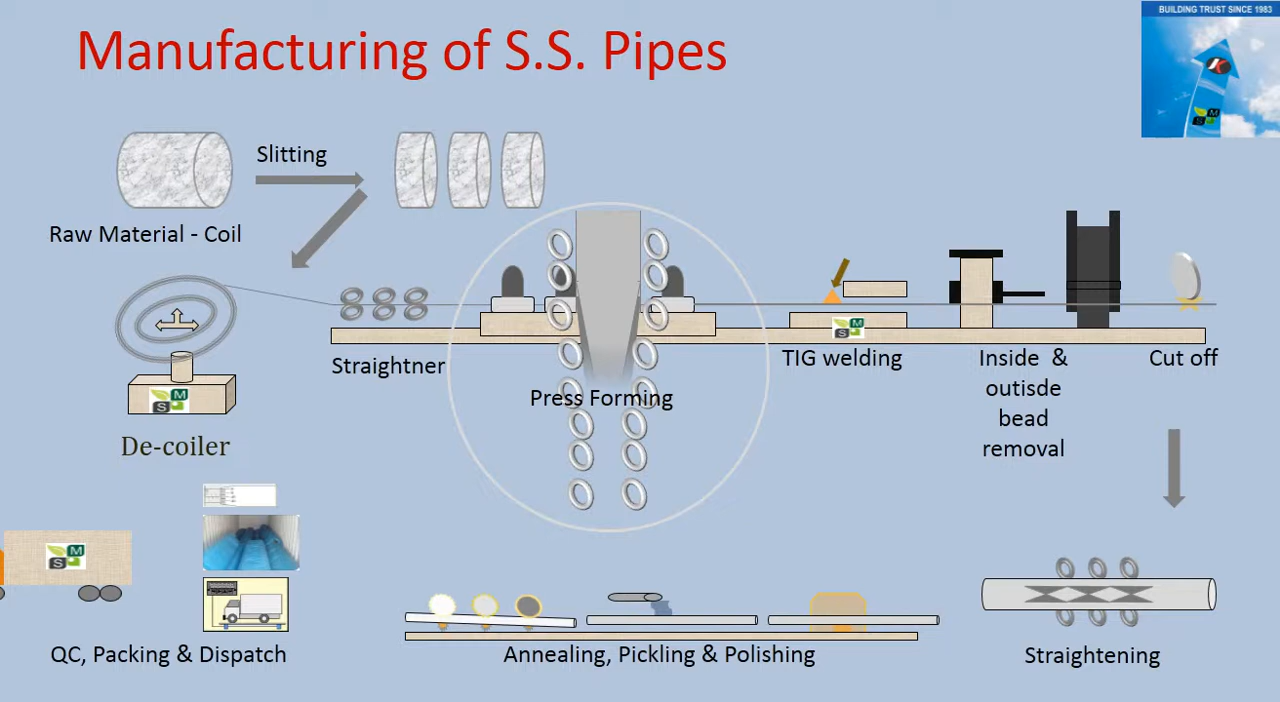 BUILDING TRUST SINCE 1983
Manufacturing of S.S. Pipes
Slitting
Raw Material - Coil
Straightner
Press Forming
TIG welding
Inside &
outisde
bead
removal
Cut off
De-coiler
M
S
M
S
M
S
M
S
QC, Packing & Dispatch
Annealing, Pickling & Polishing
Straightening